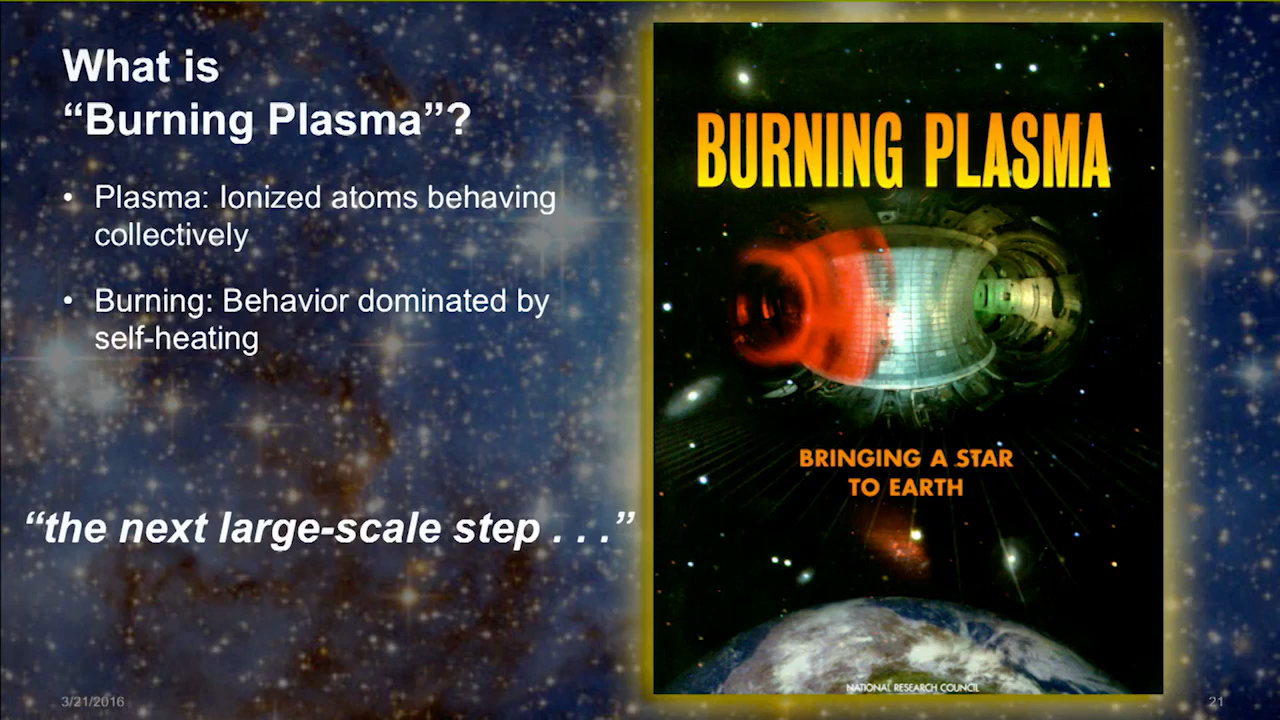 What is
“Burning Plasma”?
• Plasma: Ionized atoms behaving
collectively
• Burning: Behavior dominated by
self-heating
“the next large-scale step . . .”
3/21/2016
BURNING PLASMA
BRINGING A STAR
TO EARTH
NATIONAL RESEARCH COUNCIL
21